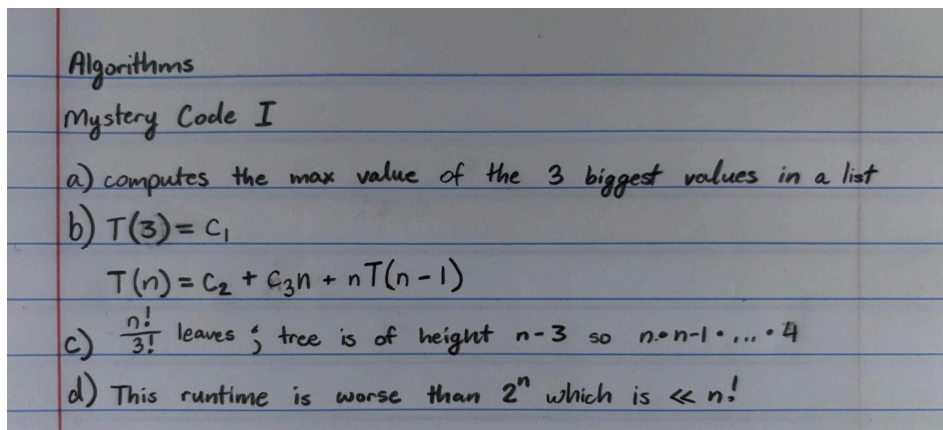 Algorithms
Mystery Code I
a) computes the max value of the 3 biggest values in a list
b) T(3) = C₁
T(n) = C₂ + C₃n + nT(n-1)
c) n!/3! leaves ; tree is of height n-3 so n•n-1•...•4
d) This runtime is worse than 2ⁿ which is << n!